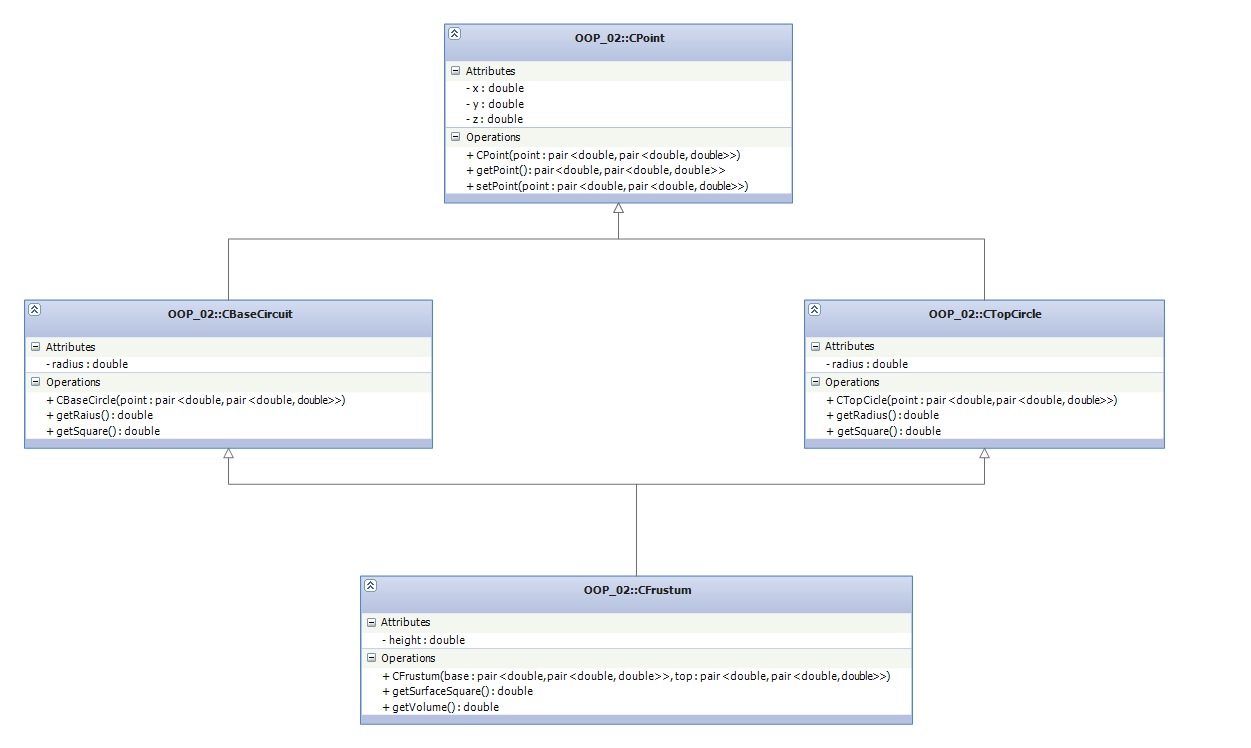 OOP_02::CPoint
Attributes
- x : double
- y : double
- z : double
Operations
+ CPoint(point : pair <double, pair <double, double>>)
+ getPoint() : pair <double, pair <double, double>>
+ setPoint(point : pair <double, pair <double, double>>)
OOP_02::CBaseCircuit
Attributes
- radius : double
Operations
+ CBaseCircle(point : pair <double, pair <double, double>>)
+ getRaius() : double
+ getSquare() : double
OOP_02::CTopCircle
Attributes
- radius : double
Operations
+ CTopCicle(point : pair <double, pair <double, double>>)
+ getRadius() : double
+ getSquare() : double
OOP_02::CFrustum
Attributes
- height : double
Operations
+ CFrustum(base : pair <double, pair <double, double>>, top : pair <double, pair <double, double>>)
+ getSurfaceSquare() : double
+ getVolume() : double